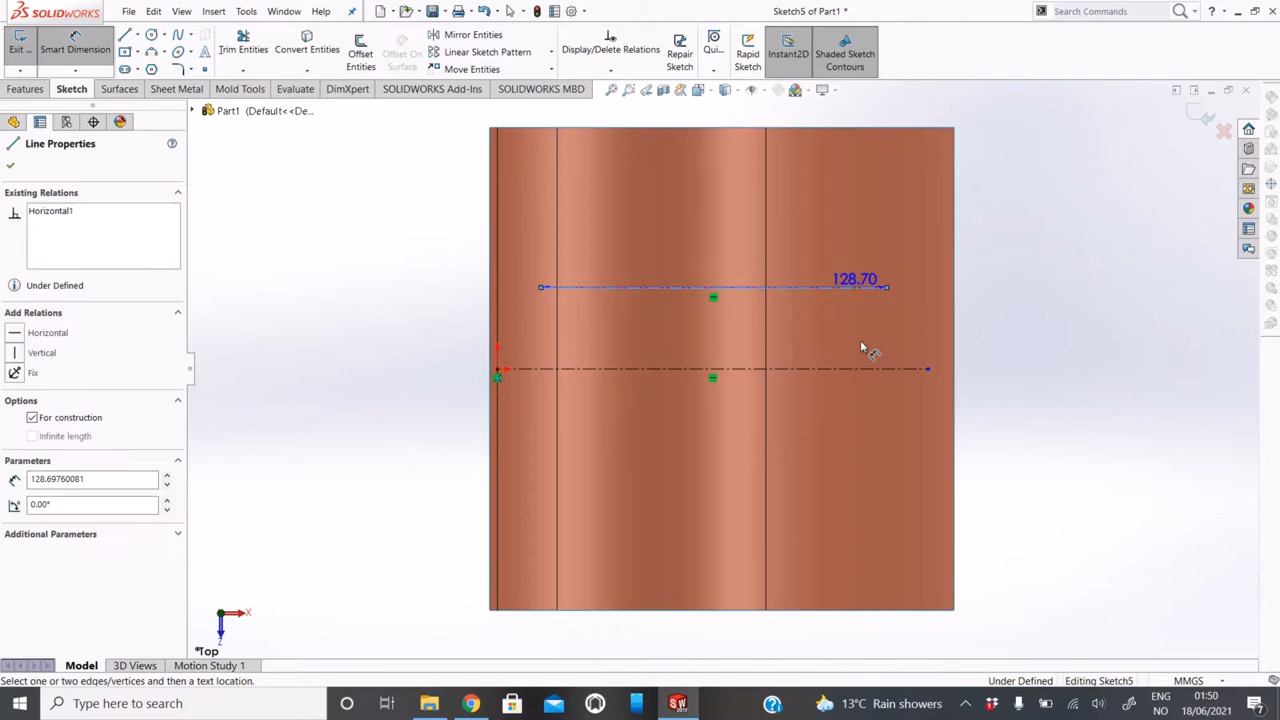 SOLIDWORKS File Edit View Insert Tools Window Help Sketch5 of Part1 * Search Commands ?
Exit ... Smart Dimension Trim Entities Convert Entities Offset Entities Offset On Surface Mirror Entities Linear Sketch Pattern Move Entities Display/Delete Relations Repair Sketch Qui... Rapid Sketch Instant2D Shaded Sketch Contours
Features Sketch Surfaces Sheet Metal Mold Tools Evaluate DimXpert SOLIDWORKS Add-Ins SOLIDWORKS MBD
Part1 (Default<<De...
Line Properties
Existing Relations
Horizontal1
Under Defined
Add Relations
Horizontal
Vertical
Fix
Options
For construction
Infinite length
Parameters
128.69760081
0.00°
Additional Parameters
128.70
X
Z
*Top
Model 3D Views Motion Study 1
Select one or two edges/vertices and then a text location. Under Defined Editing Sketch5 MMGS
Type here to search 13°C Rain showers ENG 01:50
NO 18/06/2021